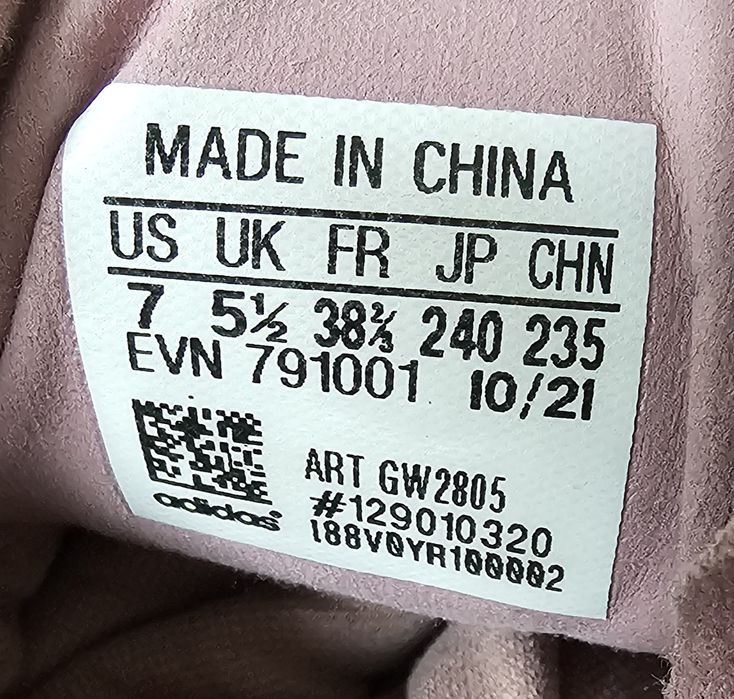 MADE IN CHINA
US UK FR JP CHN
7 5½ 38⅔ 240 235
EVN 791001 10/21
ART GW2805
#129010320
adidas®
188V0YR100002